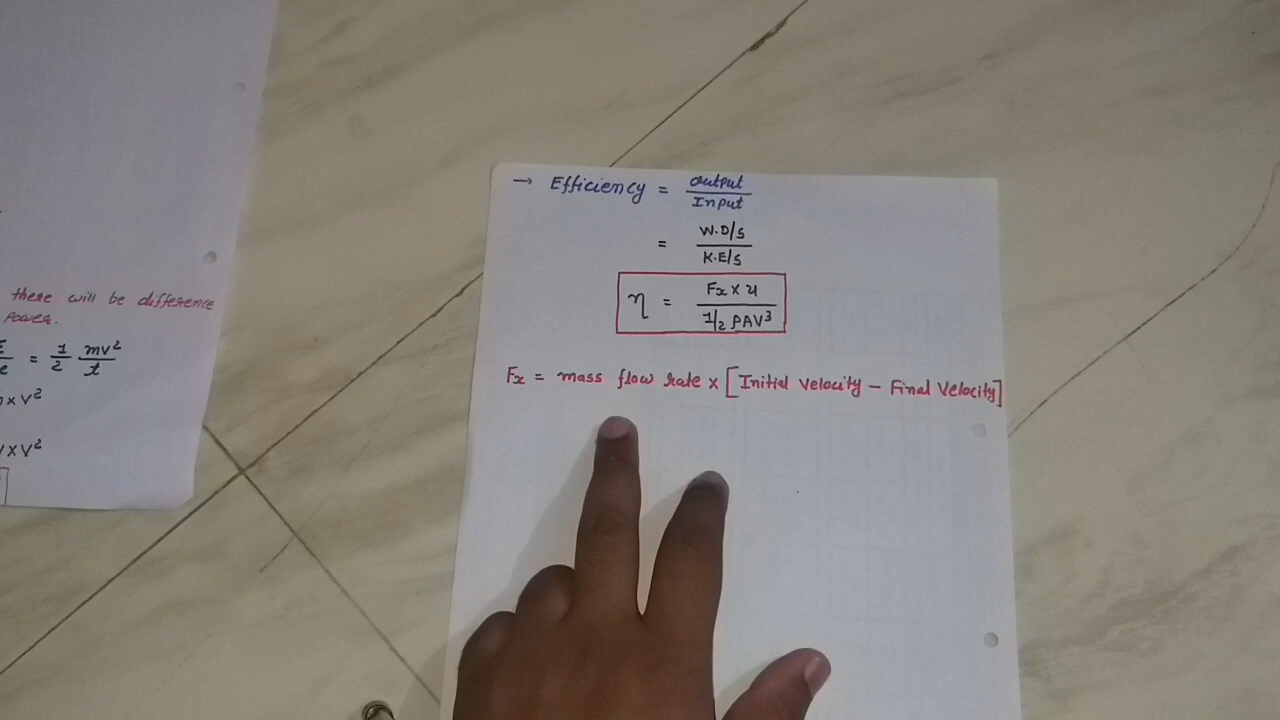 there will be difference
power.
= 1/2 mv²/t
x V²
V x V²
→ Efficiency = output/Input
= W.D/s / K.E/s
η = Fx × u / 1/2 ρAV³
Fx = mass flow rate × [Initial velocity - Final Velocity]